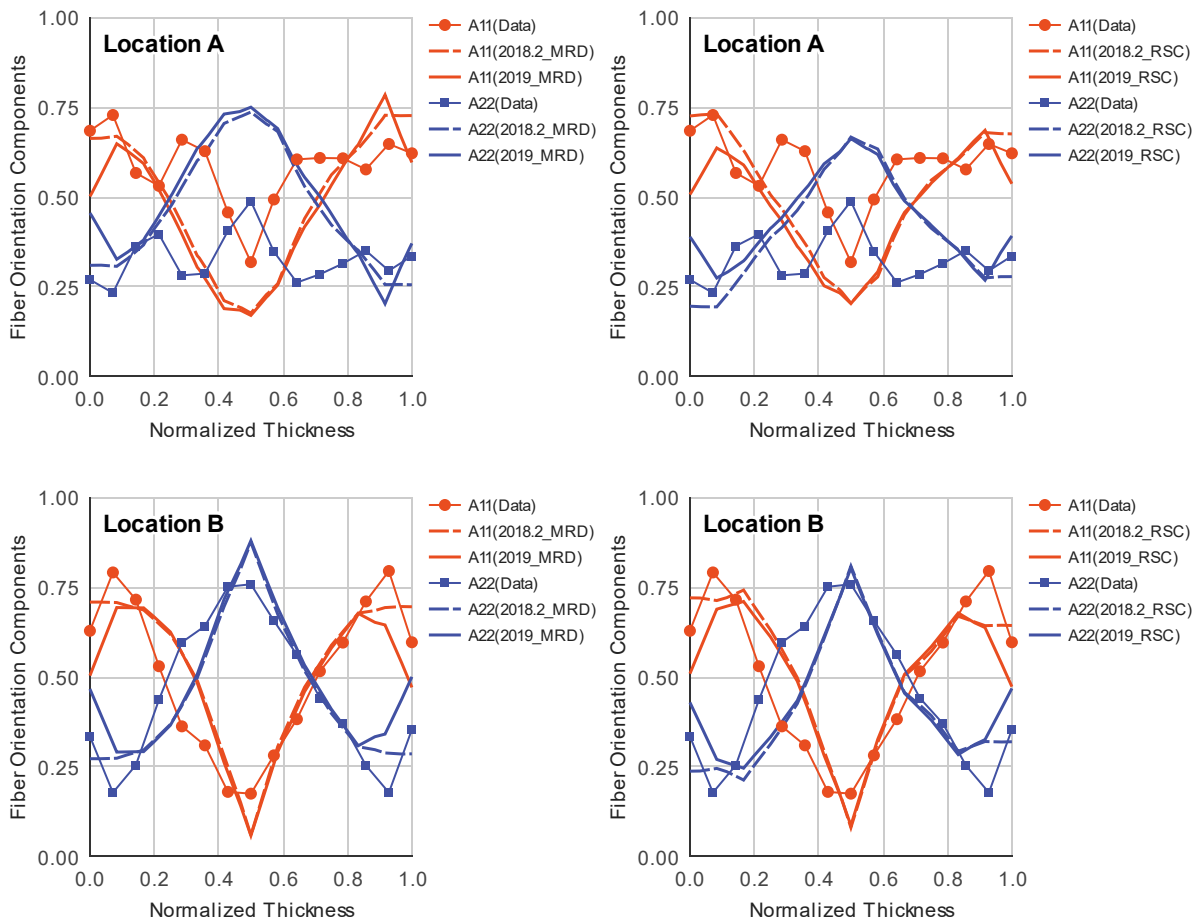 Location A
Fiber Orientation Components
1.00
0.75
0.50
0.25
0.00
0.0 0.2 0.4 0.6 0.8 1.0
Normalized Thickness
A11(Data)
A11(2018.2_MRD)
A11(2019_MRD)
A22(Data)
A22(2018.2_MRD)
A22(2019_MRD)
Location A
Fiber Orientation Components
1.00
0.75
0.50
0.25
0.00
0.0 0.2 0.4 0.6 0.8 1.0
Normalized Thickness
A11(Data)
A11(2018.2_RSC)
A11(2019_RSC)
A22(Data)
A22(2018.2_RSC)
A22(2019_RSC)
Location B
Fiber Orientation Components
1.00
0.75
0.50
0.25
0.00
0.0 0.2 0.4 0.6 0.8 1.0
Normalized Thickness
A11(Data)
A11(2018.2_MRD)
A11(2019_MRD)
A22(Data)
A22(2018.2_MRD)
A22(2019_MRD)
Location B
Fiber Orientation Components
1.00
0.75
0.50
0.25
0.00
0.0 0.2 0.4 0.6 0.8 1.0
Normalized Thickness
A11(Data)
A11(2018.2_RSC)
A11(2019_RSC)
A22(Data)
A22(2018.2_RSC)
A22(2019_RSC)